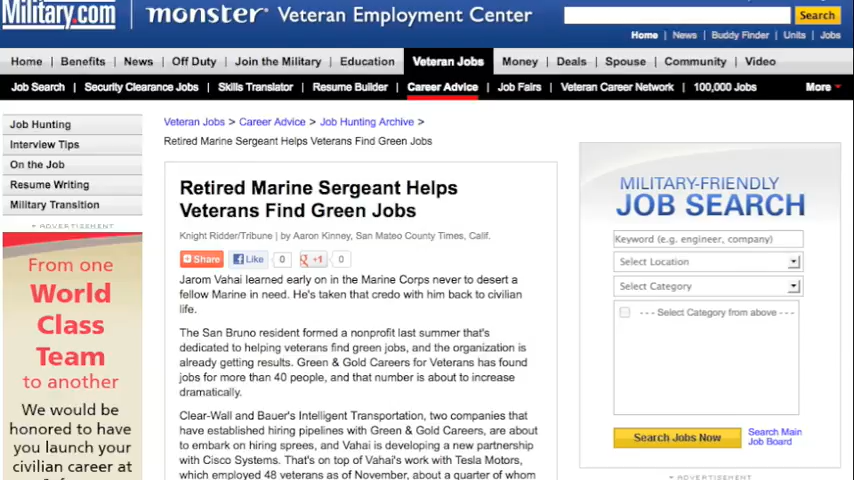 Military.com
monster® Veteran Employment Center
Search
Home | News | Buddy Finder | Units | Jobs
Home | Benefits | News | Off Duty | Join the Military | Education | Veteran Jobs | Money | Deals | Spouse | Community | Video
Job Search | Security Clearance Jobs | Skills Translator | Resume Builder | Career Advice | Job Fairs | Veteran Career Network | 100,000 Jobs
More
Job Hunting
Interview Tips
On the Job
Resume Writing
Military Transition
ADVERTISEMENT
From one
World
Class
Team
to another
We would be
honored to have
you launch your
civilian career at
Veteran Jobs > Career Advice > Job Hunting Archive >
Retired Marine Sergeant Helps Veterans Find Green Jobs
Retired Marine Sergeant Helps
Veterans Find Green Jobs
Knight Ridder/Tribune | by Aaron Kinney, San Mateo County Times, Calif.
Share
Like
0
+1
0
Jarom Vahai learned early on in the Marine Corps never to desert a
fellow Marine in need. He's taken that credo with him back to civilian
life.
The San Bruno resident formed a nonprofit last summer that's
dedicated to helping veterans find green jobs, and the organization is
already getting results. Green & Gold Careers for Veterans has found
jobs for more than 40 people, and that number is about to increase
dramatically.
Clear-Wall and Bauer's Intelligent Transportation, two companies that
have established hiring pipelines with Green & Gold Careers, are about
to embark on hiring sprees, and Vahai is developing a new partnership
with Cisco Systems. That's on top of Vahai's work with Tesla Motors,
which employed 48 veterans as of November, about a quarter of whom
MILITARY-FRIENDLY
JOB SEARCH
Keyword (e.g. engineer, company)
Select Location
Select Category
- - - Select Category from above - - -
Search Jobs Now
Search Main
Job Board
ADVERTISEMENT